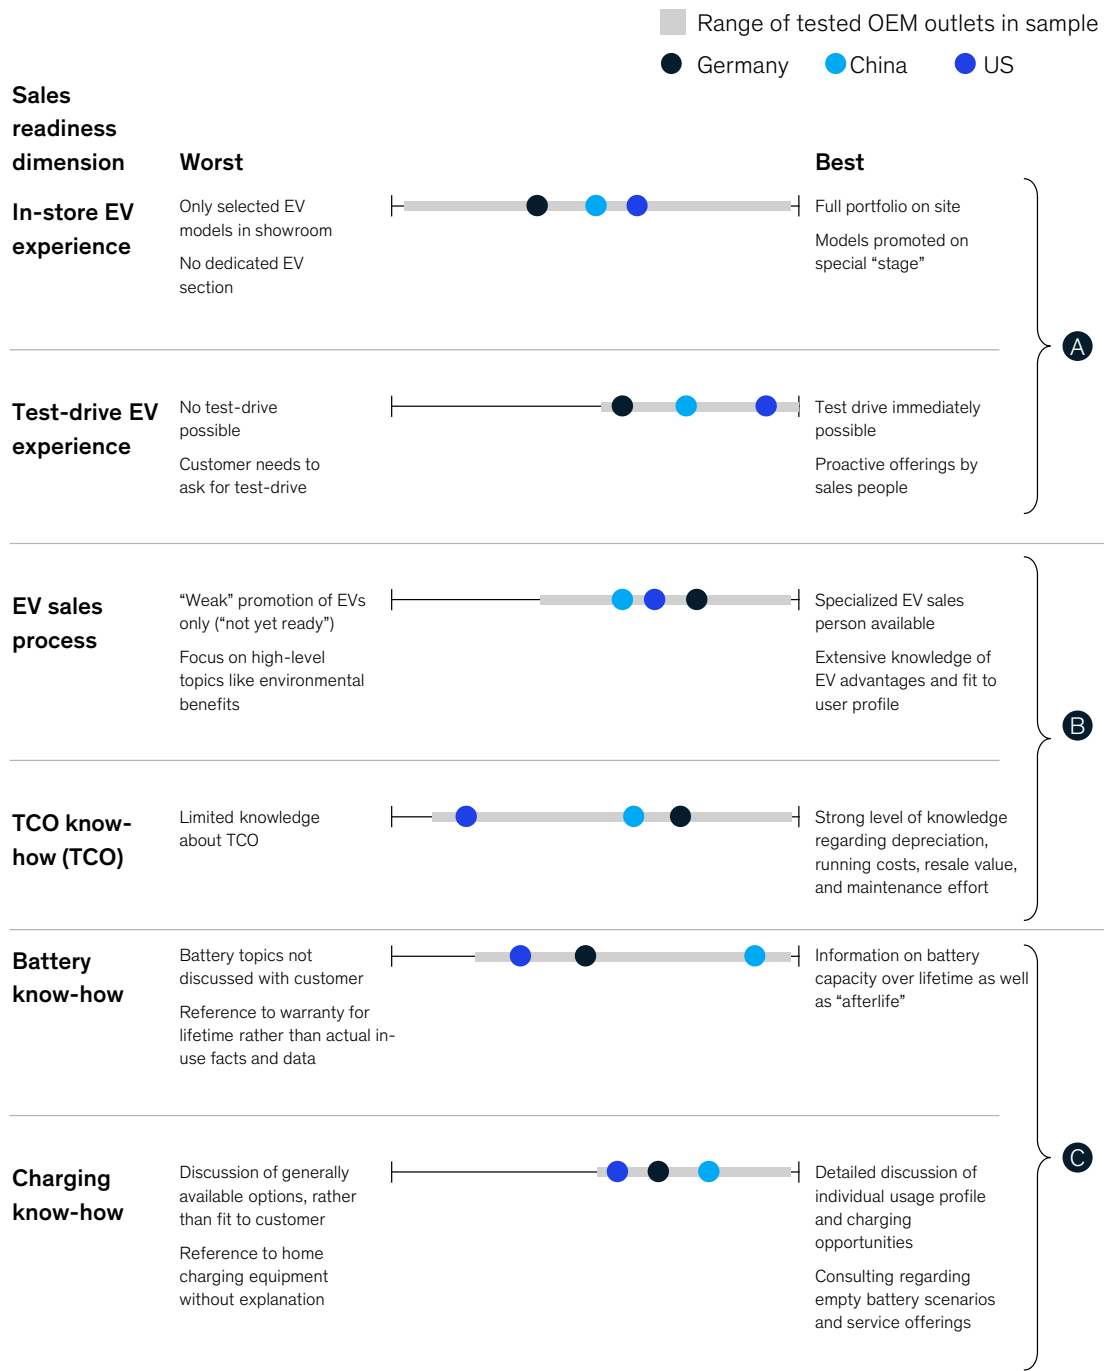 Range of tested OEM outlets in sample
Germany
China
US
Sales
readiness
dimension
Worst
Best
In-store EV
experience
Only selected EV
models in showroom
No dedicated EV
section
Full portfolio on site
Models promoted on
special “stage”
A
Test-drive EV
experience
No test-drive
possible
Customer needs to
ask for test-drive
Test drive immediately
possible
Proactive offerings by
sales people
EV sales
process
“Weak” promotion of EVs
only (“not yet ready”)
Focus on high-level
topics like environmental
benefits
Specialized EV sales
person available
Extensive knowledge of
EV advantages and fit to
user profile
B
TCO know-
how (TCO)
Limited knowledge
about TCO
Strong level of knowledge
regarding depreciation,
running costs, resale value,
and maintenance effort
Battery
know-how
Battery topics not
discussed with customer
Reference to warranty for
lifetime rather than actual in-
use facts and data
Information on battery
capacity over lifetime as well
as “afterlife”
C
Charging
know-how
Discussion of generally
available options, rather
than fit to customer
Reference to home
charging equipment
without explanation
Detailed discussion of
individual usage profile
and charging
opportunities
Consulting regarding
empty battery scenarios
and service offerings